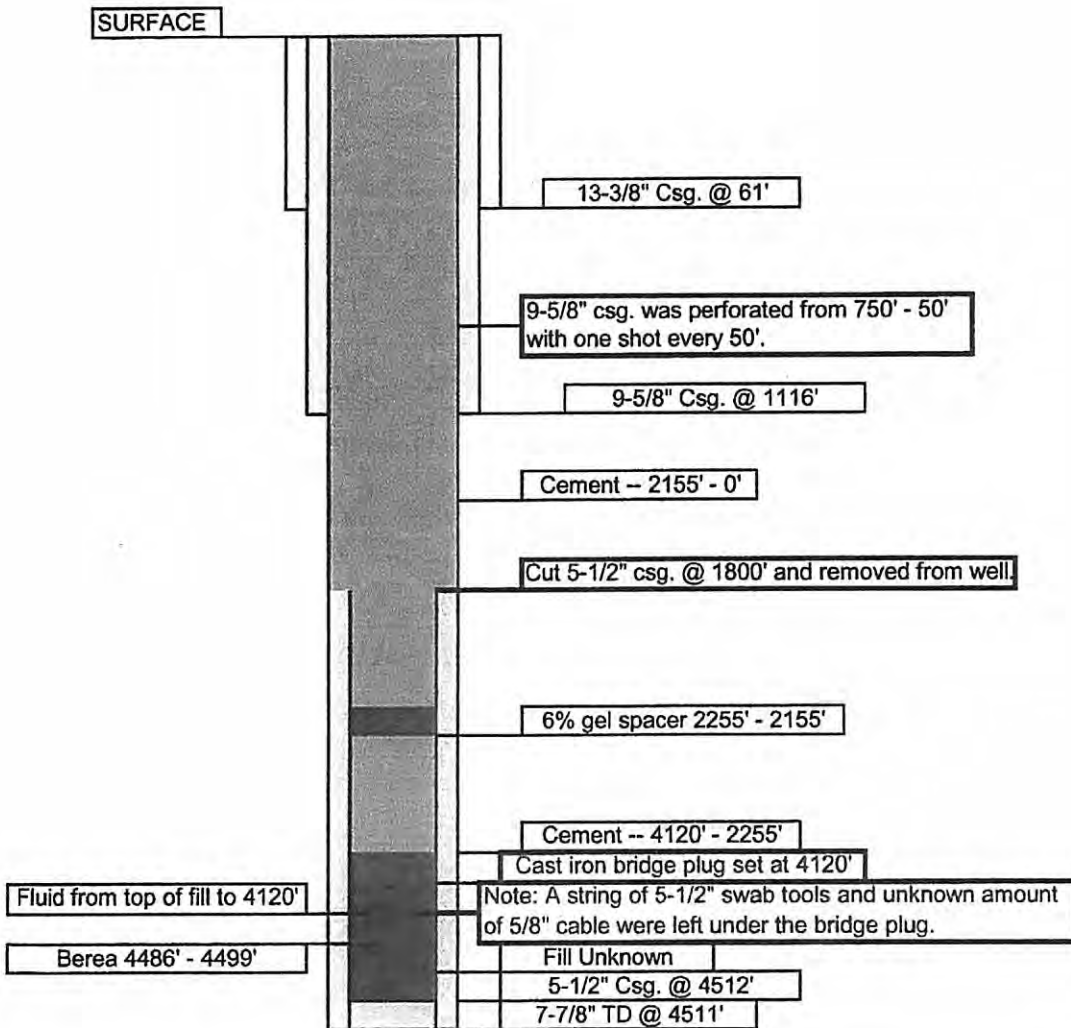 SURFACE
13-3/8" Csg. @ 61'
9-5/8" csg. was perforated from 750' - 50'
with one shot every 50'.
9-5/8" Csg. @ 1116'
Cement -- 2155' - 0'
Cut 5-1/2" csg. @ 1800' and removed from well.
6% gel spacer 2255' - 2155'
Cement -- 4120' - 2255'
Cast iron bridge plug set at 4120'
Fluid from top of fill to 4120'
Note: A string of 5-1/2" swab tools and unknown amount
of 5/8" cable were left under the bridge plug.
Berea 4486' - 4499'
Fill Unknown
5-1/2" Csg. @ 4512'
7-7/8" TD @ 4511'